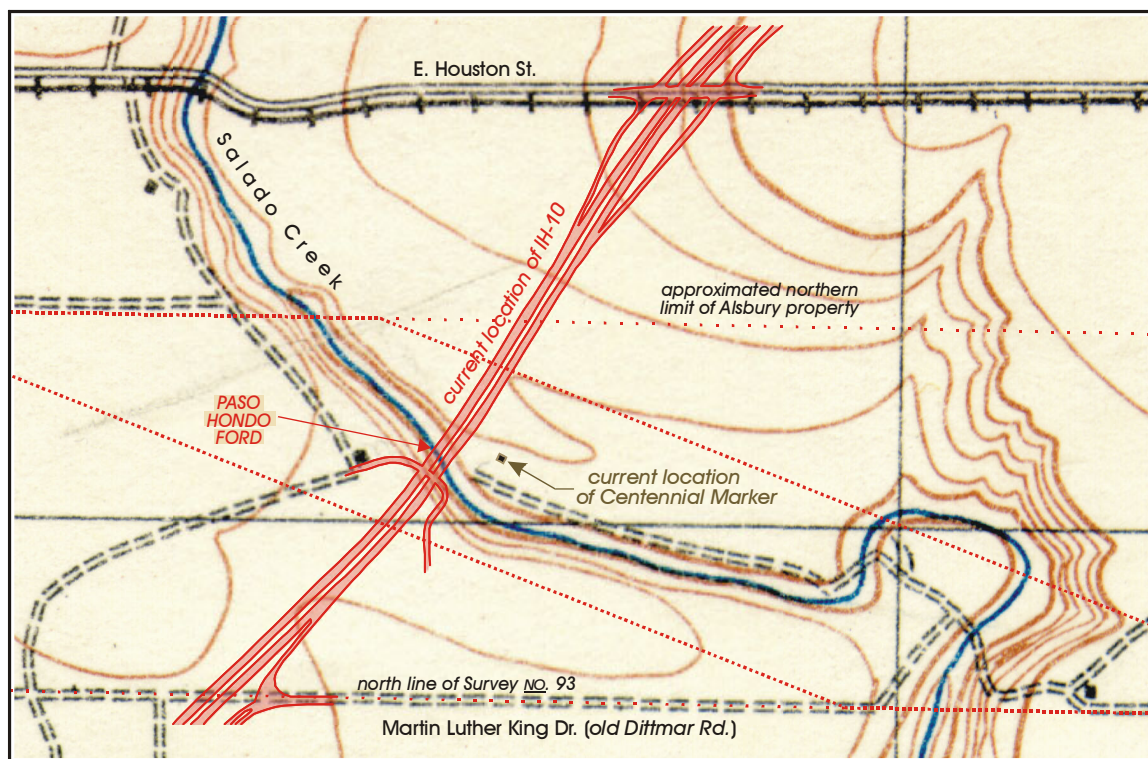 E. Houston St.
Salado Creek
current location of IH-10
approximated northern
limit of Alsbury property
PASO
HONDO
FORD
current location
of Centennial Marker
north line of Survey NO. 93
Martin Luther King Dr. (old Dittmar Rd.)